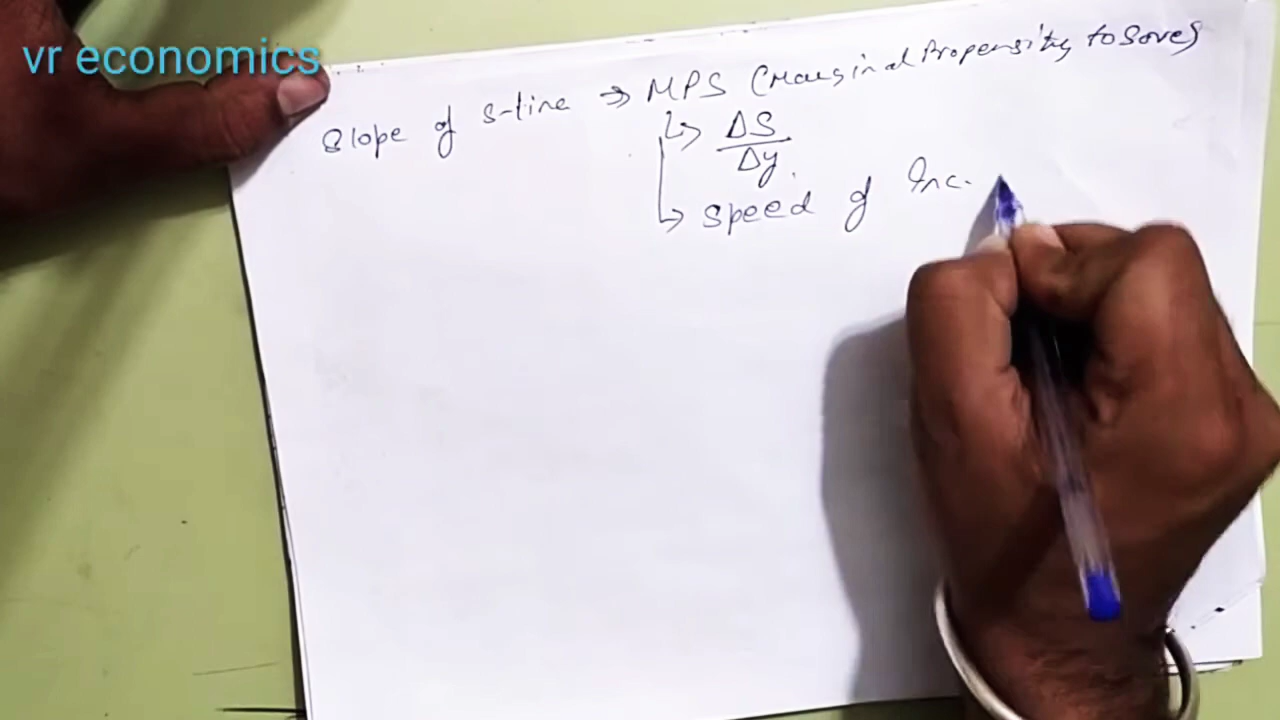 vr economics
Slope of S-line → MPS (Marginal Propensity to Save)
↳ ΔS
Δy.
↳ Speed of Inc.